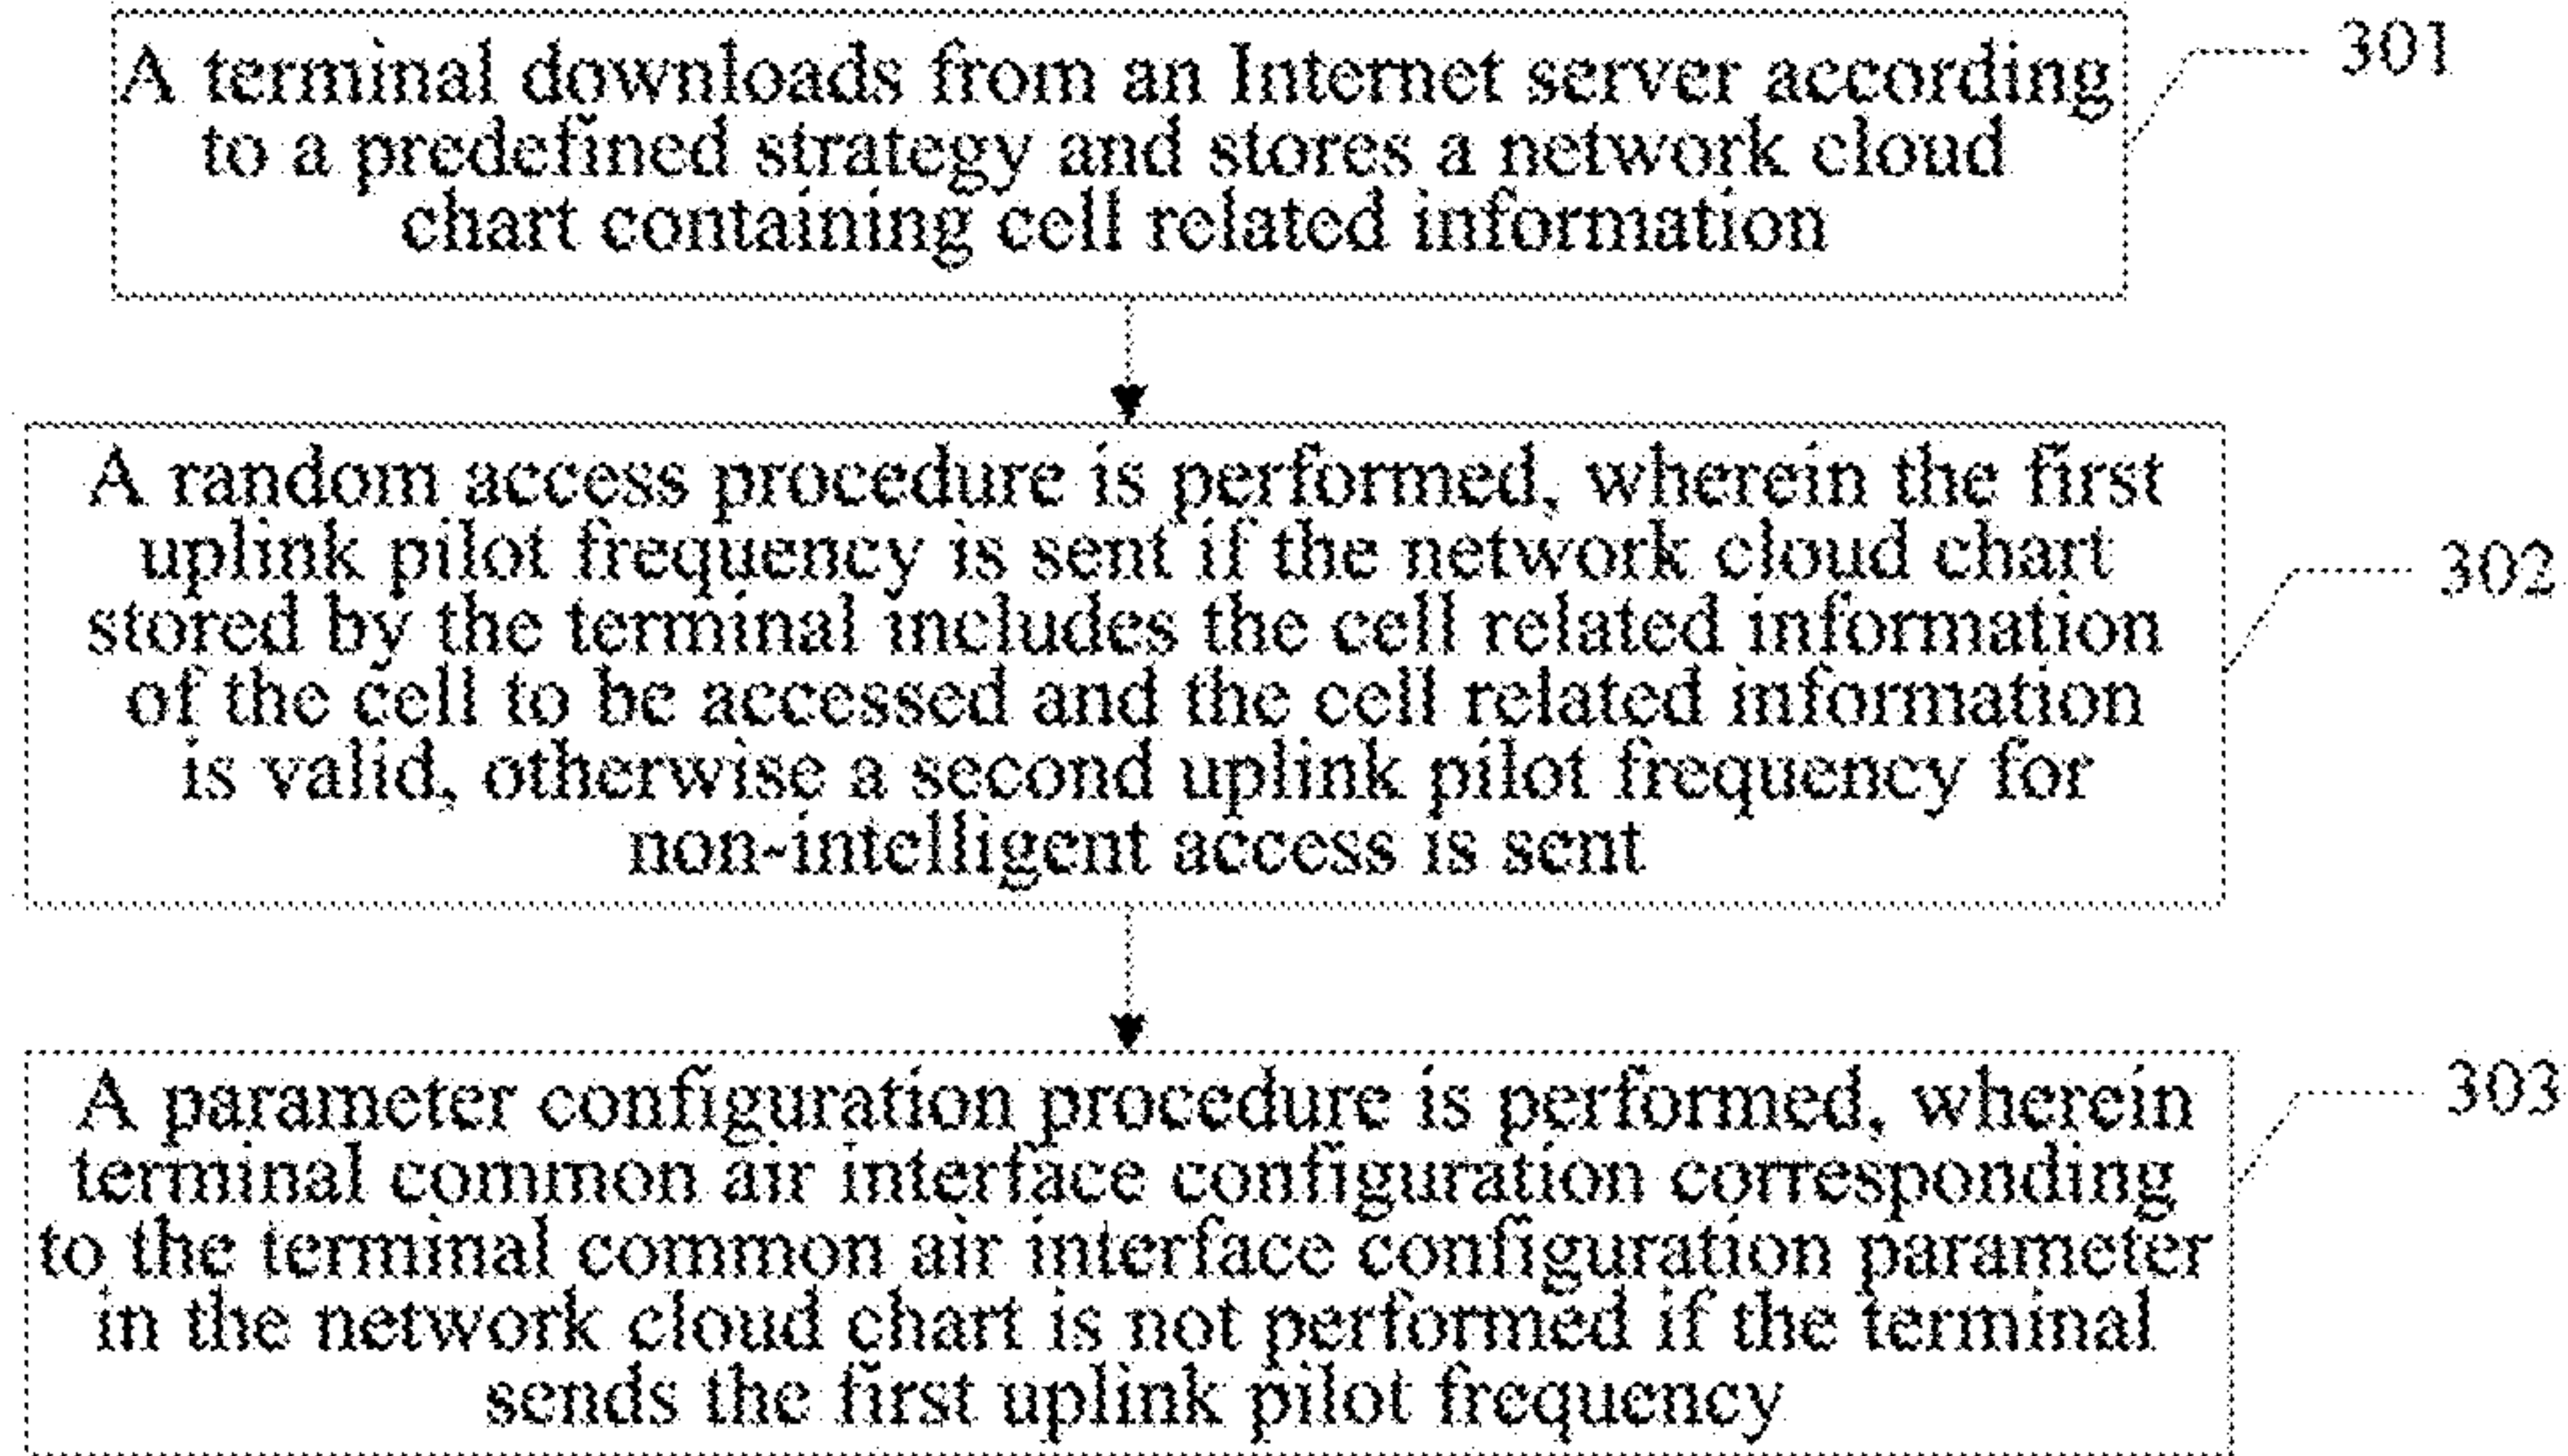 A terminal downloads from an Internet server according
to a predefined strategy and stores a network cloud
chart containing cell related information
301
A random access procedure is performed, wherein the first
uplink pilot frequency is sent if the network cloud chart
stored by the terminal includes the cell related information
of the cell to be accessed and the cell related information
is valid, otherwise a second uplink pilot frequency for
non-intelligent access is sent
302
A parameter configuration procedure is performed, wherein
terminal common air interface configuration corresponding
to the terminal common air interface configuration parameter
in the network cloud chart is not performed if the terminal
sends the first uplink pilot frequency
303